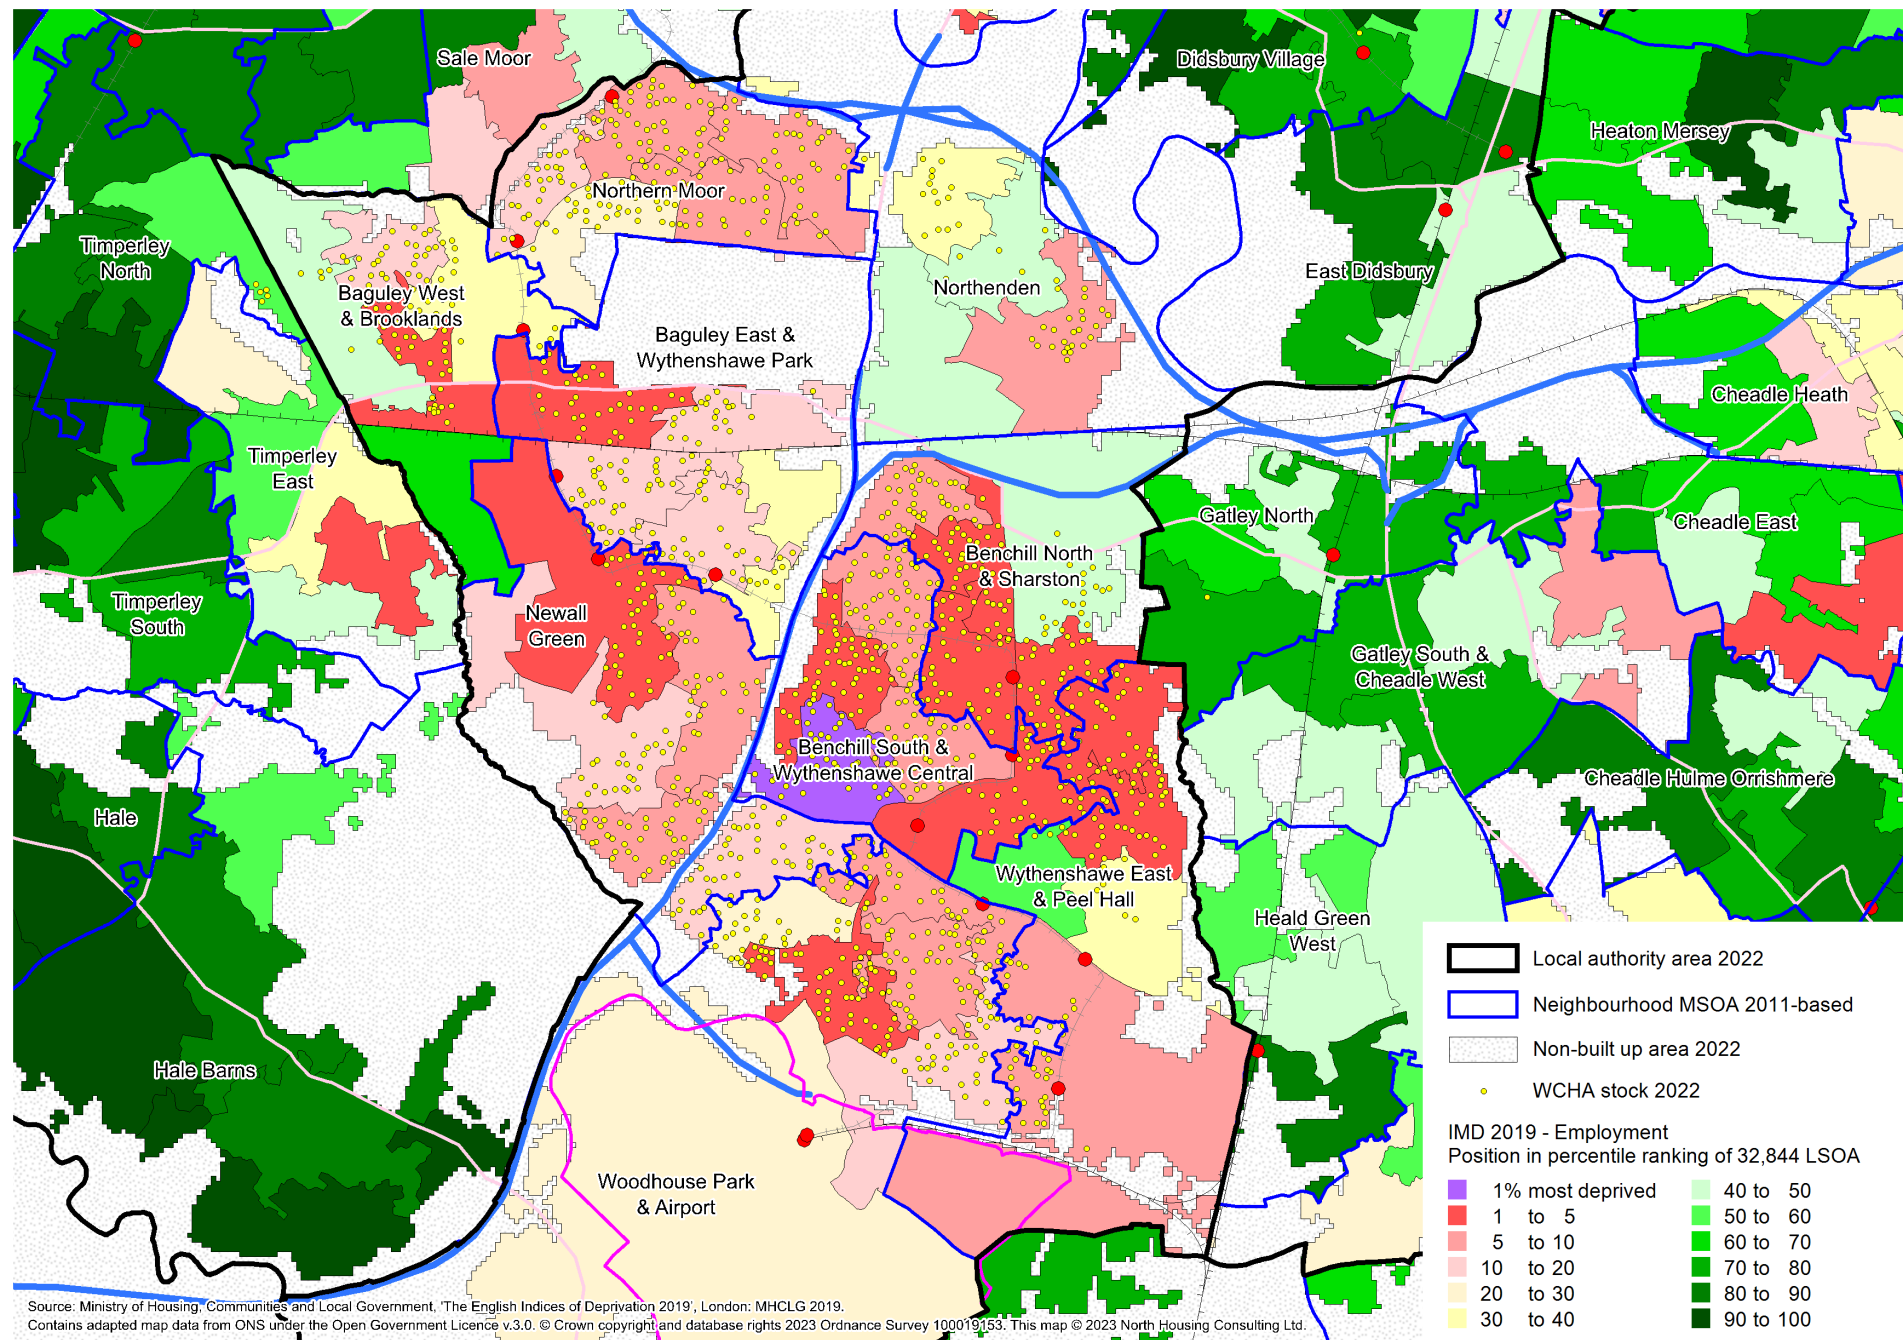 Sale Moor
Didsbury Village
Heaton Mersey
Northern Moor
Timperley
North
East Didsbury
Baguley West
& Brooklands
Northenden
Baguley East &
Wythenshawe Park
Cheadle Heath
Timperley
East
Gatley North
Cheadle East
Benchill North
& Sharston
Timperley
South
Newall
Green
Gatley South &
Cheadle West
Benchill South &
Wythenshawe Central
Cheadle Hulme Orrishmere
Hale
Wythenshawe East
& Peel Hall
Heald Green
West
Hale Barns
Woodhouse Park
& Airport
Local authority area 2022
Neighbourhood MSOA 2011-based
Non-built up area 2022
WCHA stock 2022
IMD 2019 - Employment
Position in percentile ranking of 32,844 LSOA
1% most deprived
1 to 5
5 to 10
10 to 20
20 to 30
30 to 40
40 to 50
50 to 60
60 to 70
70 to 80
80 to 90
90 to 100
Source: Ministry of Housing, Communities and Local Government, 'The English Indices of Deprivation 2019', London: MHCLG 2019.
Contains adapted map data from ONS under the Open Government Licence v.3.0. © Crown copyright and database rights 2023 Ordnance Survey 100019153. This map © 2023 North Housing Consulting Ltd.